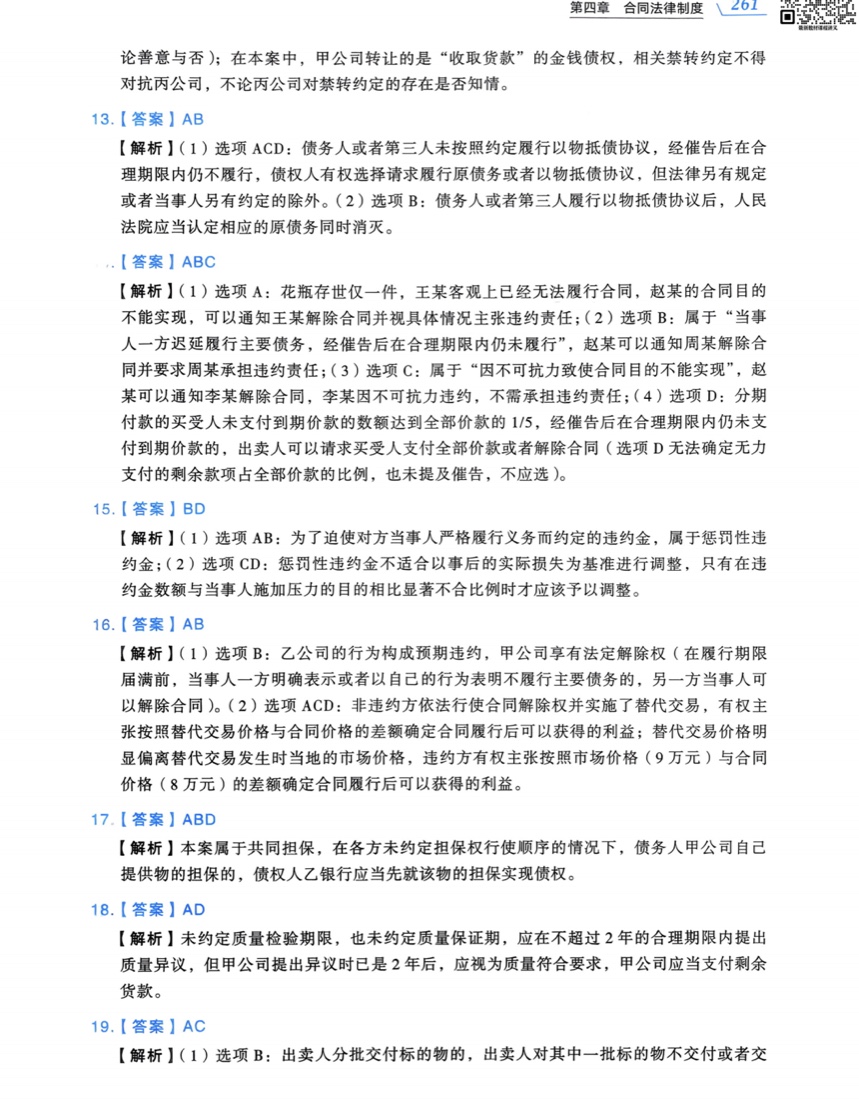 第四章 合同法律制度 261
论善意与否）；在本案中，甲公司转让的是“收取货款”的金钱债权，相关禁转约定不得
对抗丙公司，不论丙公司对禁转约定的存在是否知情。
13.【答案】AB
【解析】（1）选项 ACD：债务人或者第三人未按照约定履行以物抵债协议，经催告后在合
理期限内仍不履行，债权人有权选择请求履行原债务或者以物抵债协议，但法律另有规定
或者当事人另有约定的除外。（2）选项 B：债务人或者第三人履行以物抵债协议后，人民
法院应当认定相应的原债务同时消灭。
.【答案】ABC
【解析】（1）选项 A：花瓶存世仅一件，王某客观上已经无法履行合同，赵某的合同目的
不能实现，可以通知王某解除合同并视具体情况主张违约责任；（2）选项 B：属于“当事
人一方迟延履行主要债务，经催告后在合理期限内仍未履行”，赵某可以通知周某解除合
同并要求周某承担违约责任；（3）选项 C：属于“因不可抗力致使合同目的不能实现”，赵
某可以通知李某解除合同，李某因不可抗力违约，不需承担违约责任；（4）选项 D：分期
付款的买受人未支付到期价款的数额达到全部价款的 1/5，经催告后在合理期限内仍未支
付到期价款的，出卖人可以请求买受人支付全部价款或者解除合同（选项 D 无法确定无力
支付的剩余款项占全部价款的比例，也未提及催告，不应选）。
15.【答案】BD
【解析】（1）选项 AB：为了迫使对方当事人严格履行义务而约定的违约金，属于惩罚性违
约金；（2）选项 CD：惩罚性违约金不适合以事后的实际损失为基准进行调整，只有在违
约金数额与当事人施加压力的目的相比显著不合比例时才应该予以调整。
16.【答案】AB
【解析】（1）选项 B：乙公司的行为构成预期违约，甲公司享有法定解除权（在履行期限
届满前，当事人一方明确表示或者以自己的行为表明不履行主要债务的，另一方当事人可
以解除合同）。（2）选项 ACD：非违约方依法行使合同解除权并实施了替代交易，有权主
张按照替代交易价格与合同价格的差额确定合同履行后可以获得的利益；替代交易价格明
显偏离替代交易发生时当地的市场价格，违约方有权主张按照市场价格（9 万元）与合同
价格（8 万元）的差额确定合同履行后可以获得的利益。
17.【答案】ABD
【解析】本案属于共同担保，在各方未约定担保权行使顺序的情况下，债务人甲公司自己
提供物的担保的，债权人乙银行应当先就该物的担保实现债权。
18.【答案】AD
【解析】未约定质量检验期限，也未约定质量保证期，应在不超过 2 年的合理期限内提出
质量异议，但甲公司提出异议时已是 2 年后，应视为质量符合要求，甲公司应当支付剩余
货款。
19.【答案】AC
【解析】（1）选项 B：出卖人分批交付标的物的，出卖人对其中一批标的物不交付或者交